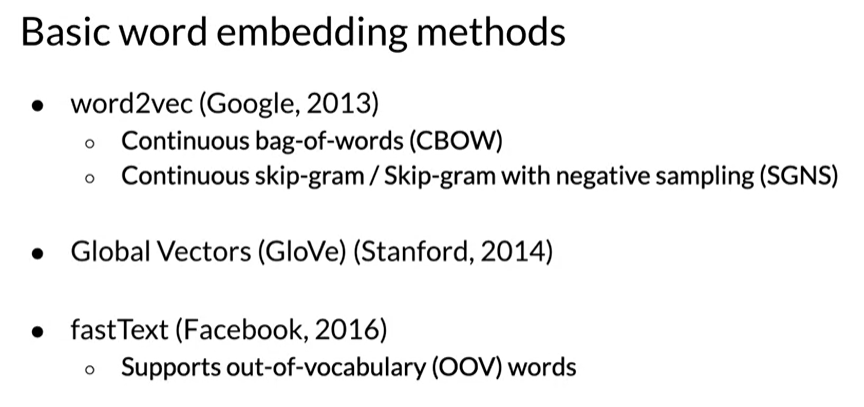 Basic word embedding methods
● word2vec (Google, 2013)
○ Continuous bag-of-words (CBOW)
○ Continuous skip-gram / Skip-gram with negative sampling (SGNS)
● Global Vectors (GloVe) (Stanford, 2014)
● fastText (Facebook, 2016)
○ Supports out-of-vocabulary (OOV) words